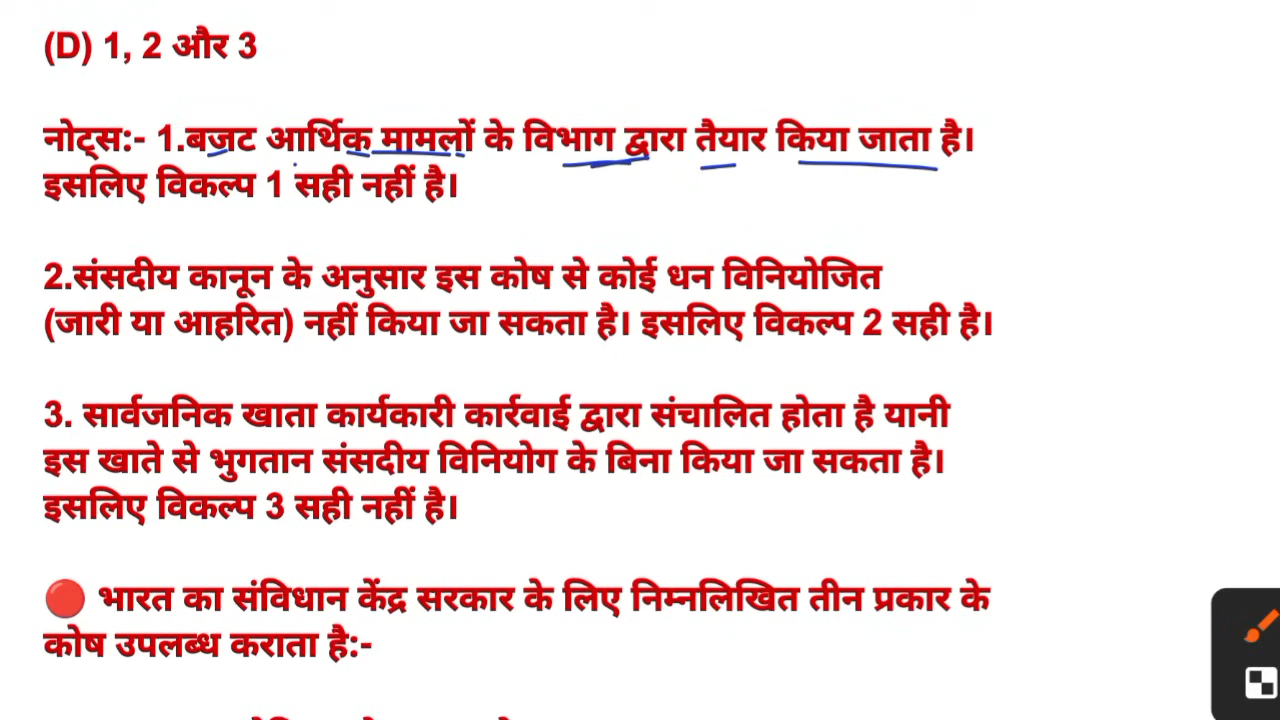 (D) 1, 2 और 3
नोट्स:- 1.बजट आर्थिक मामलों के विभाग द्वारा तैयार किया जाता है।
इसलिए विकल्प 1 सही नहीं है।
2.संसदीय कानून के अनुसार इस कोष से कोई धन विनियोजित
(जारी या आहरित) नहीं किया जा सकता है। इसलिए विकल्प 2 सही है।
3. सार्वजनिक खाता कार्यकारी कार्रवाई द्वारा संचालित होता है यानी
इस खाते से भुगतान संसदीय विनियोग के बिना किया जा सकता है।
इसलिए विकल्प 3 सही नहीं है।
🔴 भारत का संविधान केंद्र सरकार के लिए निम्नलिखित तीन प्रकार के
कोष उपलब्ध कराता है:-